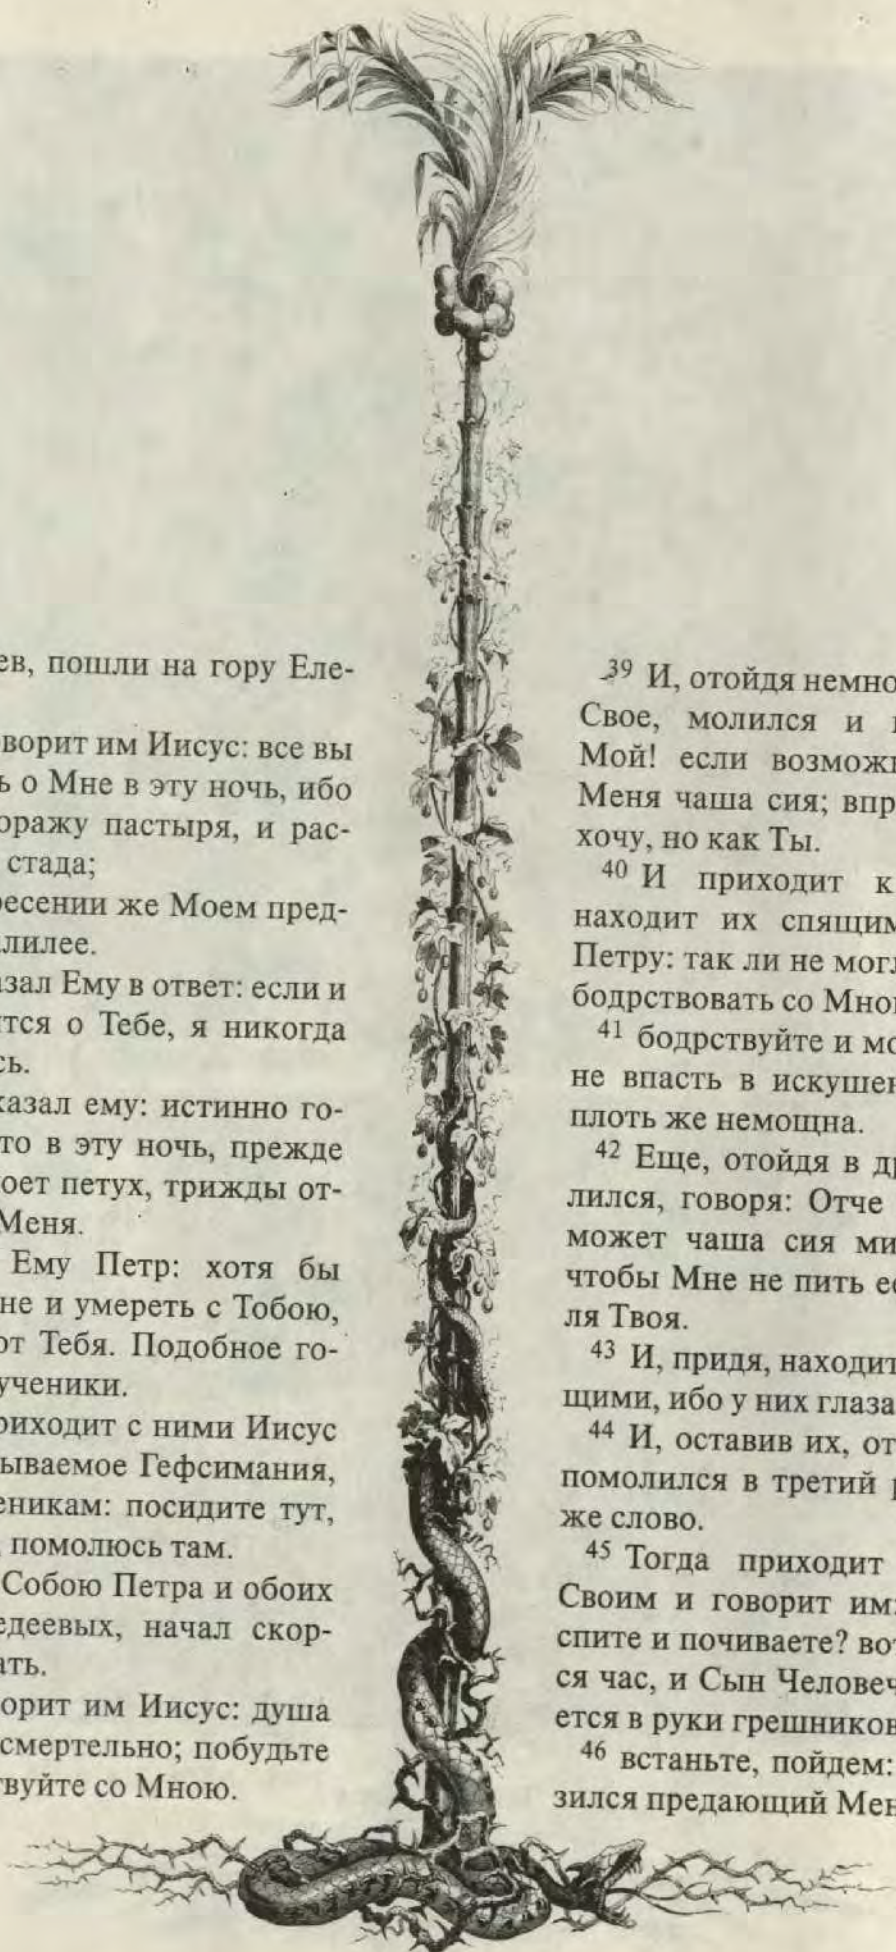 ев, пошли на гору Еле-
ворит им Иисус: все вы
ь о Мне в эту ночь, ибо
оражу пастыря, и рас-
стада;
ресении же Моем пред-
алилее.
азал Ему в ответ: если и
ятся о Тебе, я никогда
сь.
казал ему: истинно го-
то в эту ночь, прежде
оет петух, трижды от-
Меня.
Ему Петр: хотя бы
не и умереть с Тобою,
от Тебя. Подобное го-
ученики.
риходит с ними Иисус
ываемое Гефсимания,
еникам: посидите тут,
помолюсь там.
Собою Петра и обоих
едеевых, начал скор-
ать.
орит им Иисус: душа
смертельно; побудьте
твуйте со Мною.
39 И, отойдя немно
Свое, молился и
Мой! если возможн
Меня чаша сия; впр
хочу, но как Ты.
40 И приходит к
находит их спящим
Петру: так ли не могл
бодрствовать со Мно
41 бодрствуйте и мо
не впасть в искушен
плоть же немощна.
42 Еще, отойдя в др
лился, говоря: Отче
может чаша сия ми
чтобы Мне не пить ее
ля Твоя.
43 И, придя, находит
щими, ибо у них глаза
44 И, оставив их, от
помолился в третий
же слово.
45 Тогда приходит
Своим и говорит им:
спите и почиваете? вот
ся час, и Сын Человеч
ется в руки грешников
46 встаньте, пойдем:
зился предающий Мен